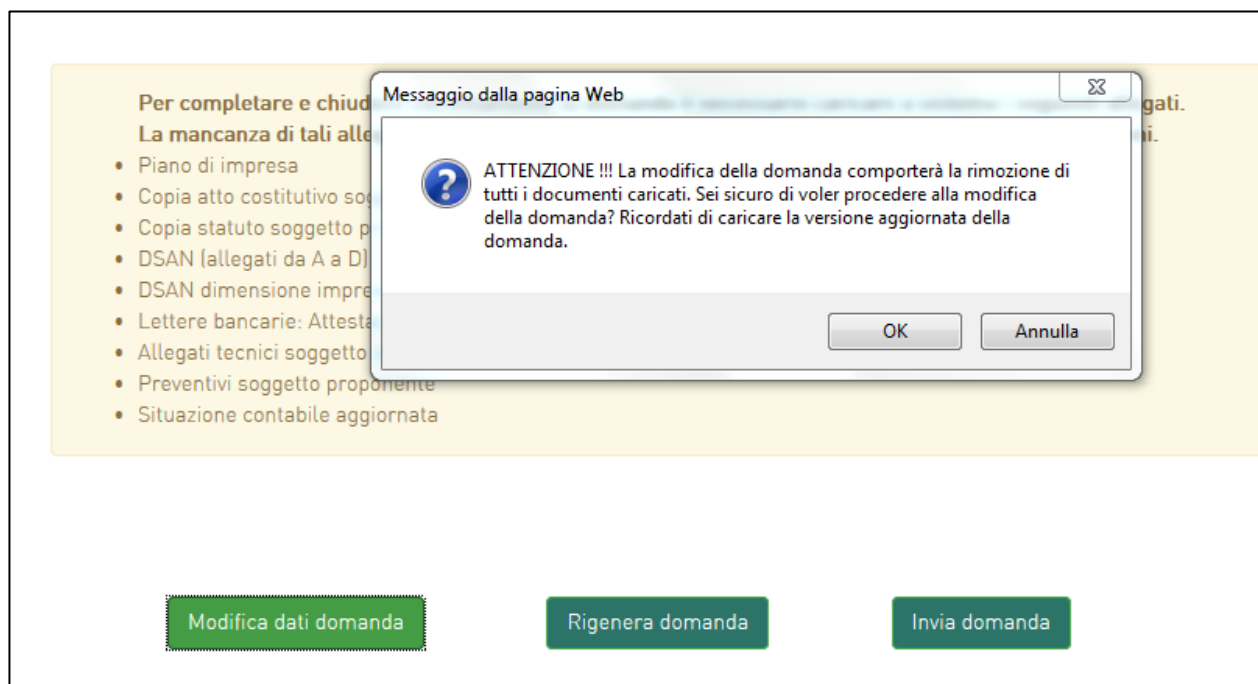 Messaggio dalla pagina Web
Per completare e chiud gati.
La mancanza di tali alle ni.
ATTENZIONE !!! La modifica della domanda comporterà la rimozione di
tutti i documenti caricati. Sei sicuro di voler procedere alla modifica
della domanda? Ricordati di caricare la versione aggiornata della
domanda.
OK Annulla
• Piano di impresa
• Copia atto costitutivo sog
• Copia statuto soggetto p
• DSAN (allegati da A a D)
• DSAN dimensione impre
• Lettere bancarie: Attesta
• Allegati tecnici soggetto
• Preventivi soggetto proponente
• Situazione contabile aggiornata
Modifica dati domanda Rigenera domanda Invia domanda